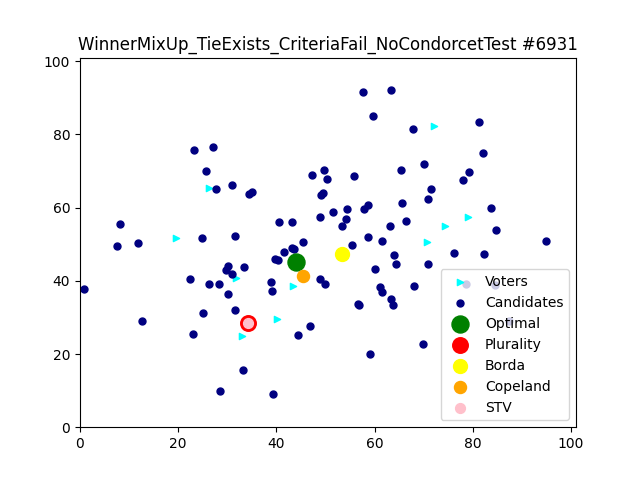 WinnerMixUp_TieExists_CriteriaFail_NoCondorcetTest #6931
100
80
60
40
20
0
0 20 40 60 80 100
Voters
Candidates
Optimal
Plurality
Borda
Copeland
STV